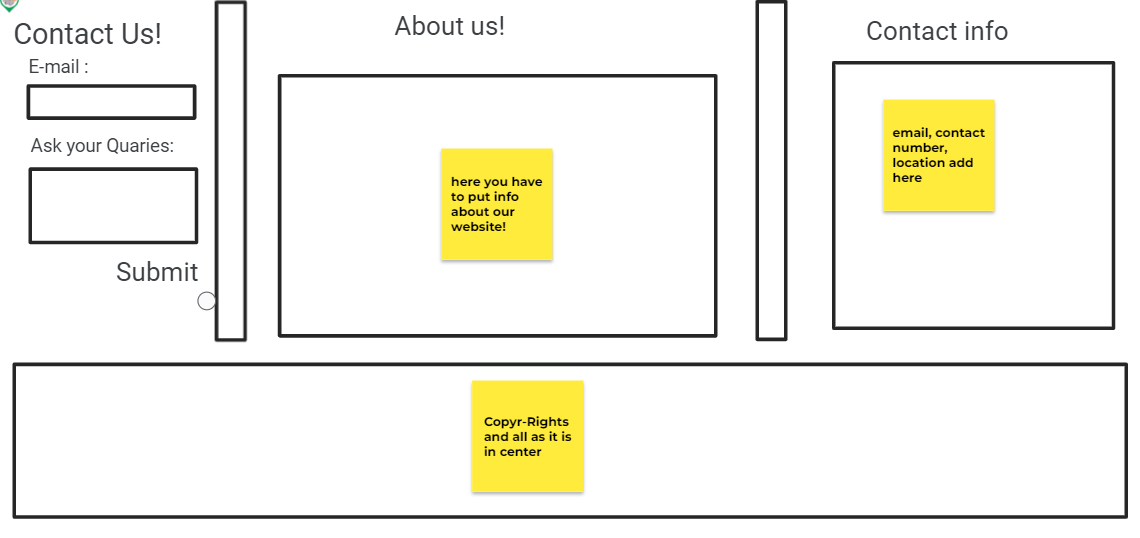 Contact Us!
E-mail :
Ask your Quaries:
Submit
About us!
here you have
to put info
about our
website!
Contact info
email, contact
number,
location add
here
Copyr-Rights
and all as it is
in center